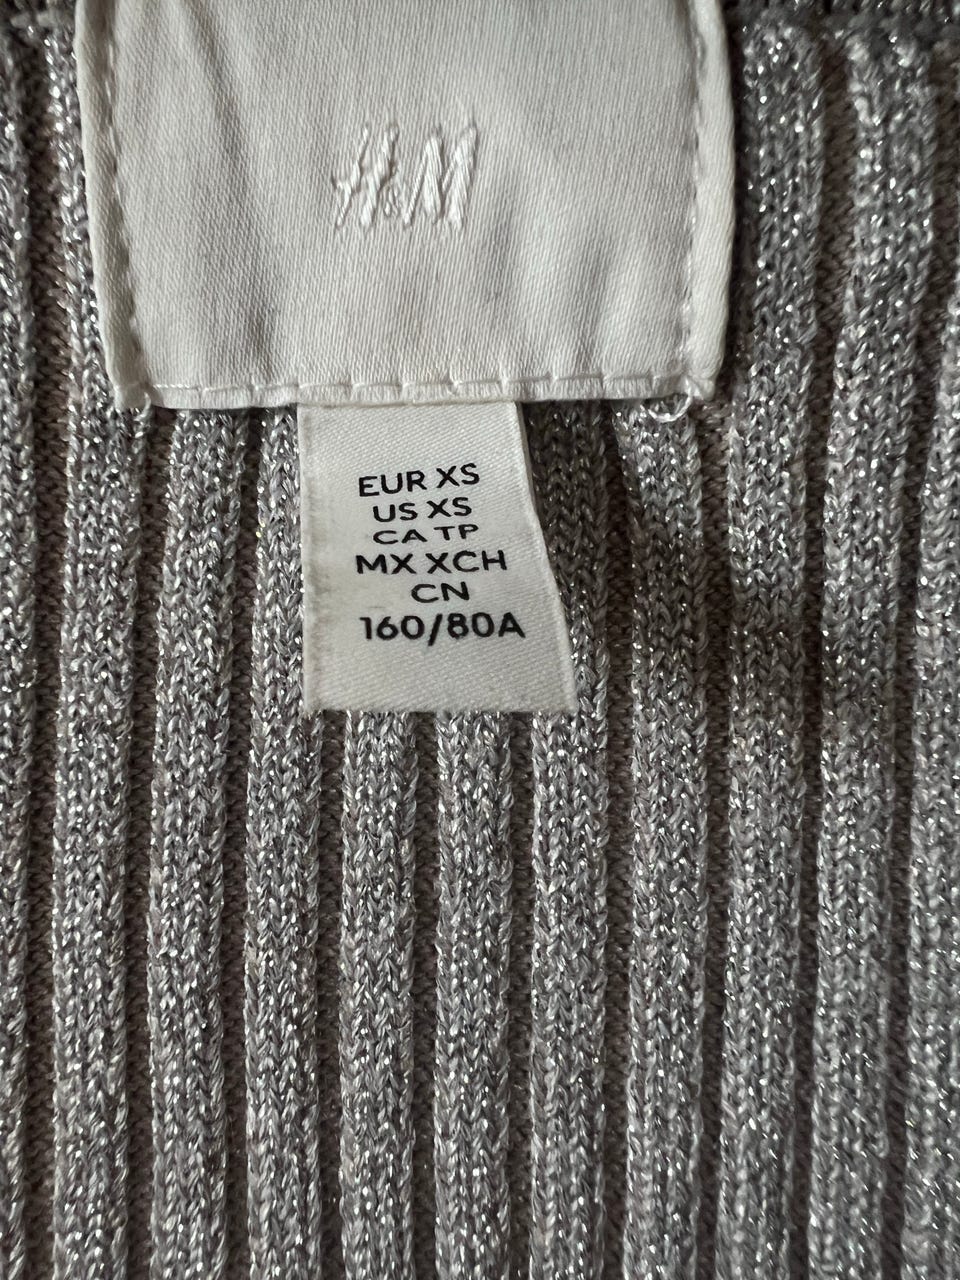 H&M
EUR XS
US XS
CA TP
MX XCH
CN
160/80A